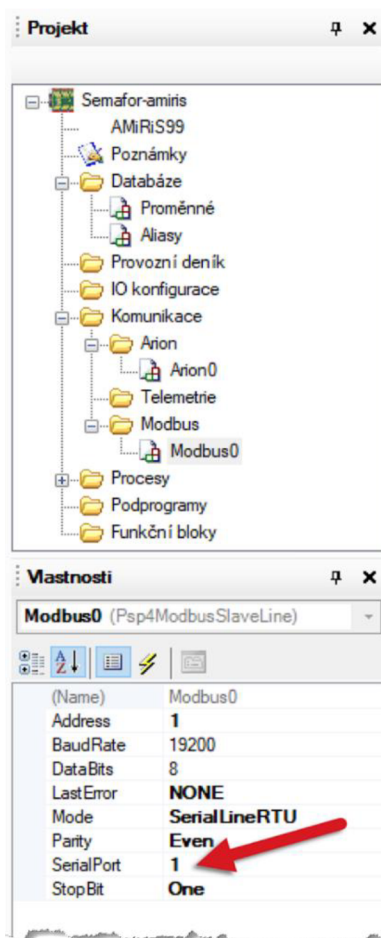 Projekt
Semafor-amiris
AMiRiS99
Poznámky
Databáze
Proměnné
Aliasy
Provozní deník
IO konfigurace
Komunikace
Arion
Arion0
Telemetrie
Modbus
Modbus0
Procesy
Podprogramy
Funkční bloky
Vlastnosti
Modbus0 (Psp4ModbusSlaveLine)
(Name) Modbus0
Address 1
BaudRate 19200
DataBits 8
LastError NONE
Mode SerialLineRTU
Parity Even
SerialPort 1
StopBit One